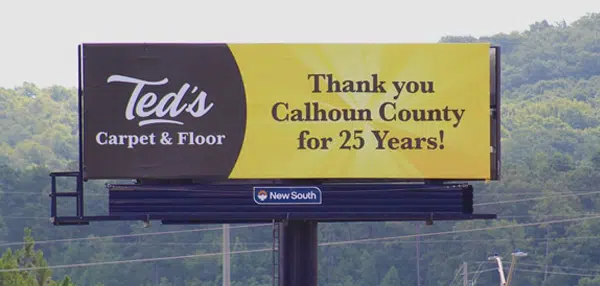 Ted's
Carpet & Floor
Thank you
Calhoun County
for 25 Years!
New South